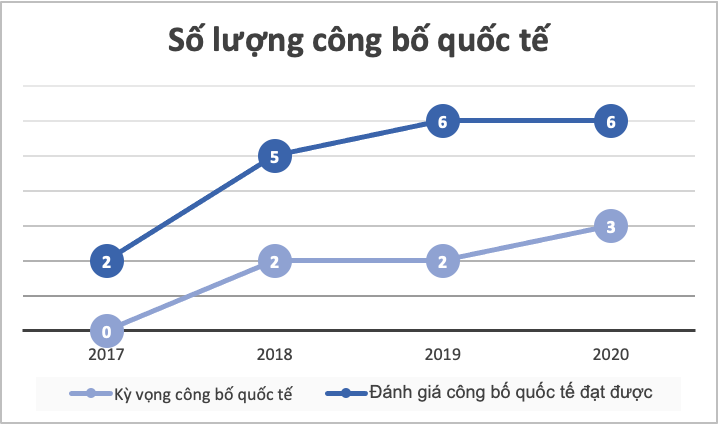 Số lượng công bố quốc tế
6
6
5
3
2
2
2
0
2017 2018 2019 2020
Kỳ vọng công bố quốc tế Đánh giá công bố quốc tế đạt được